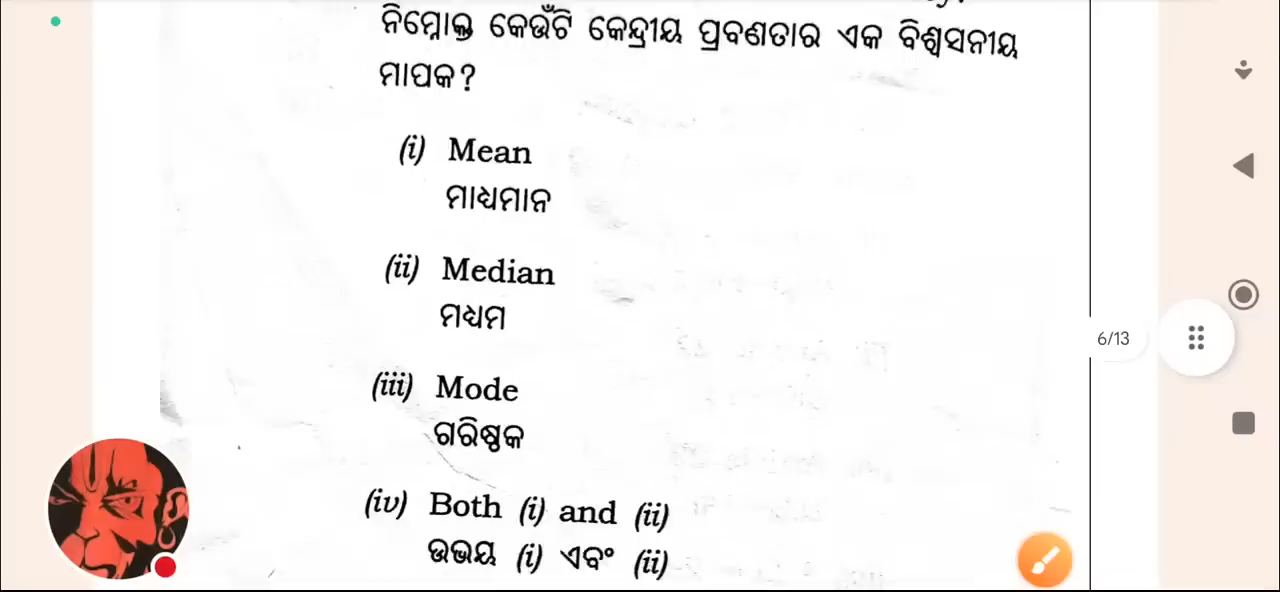 ନିମ୍ନୋକ୍ତ କେଉଁଟି କେନ୍ଦ୍ରୀୟ ପ୍ରବଣତାର ଏକ ବିଶ୍ୱସନୀୟ
ମାପକ?
(i) Mean
ମାଧ୍ୟମାନ
(ii) Median
ମଧ୍ୟମ
(iii) Mode
ଗରିଷ୍ଠକ
(iv) Both (i) and (ii)
ଉଭୟ (i) ଏବଂ (ii)
6/13